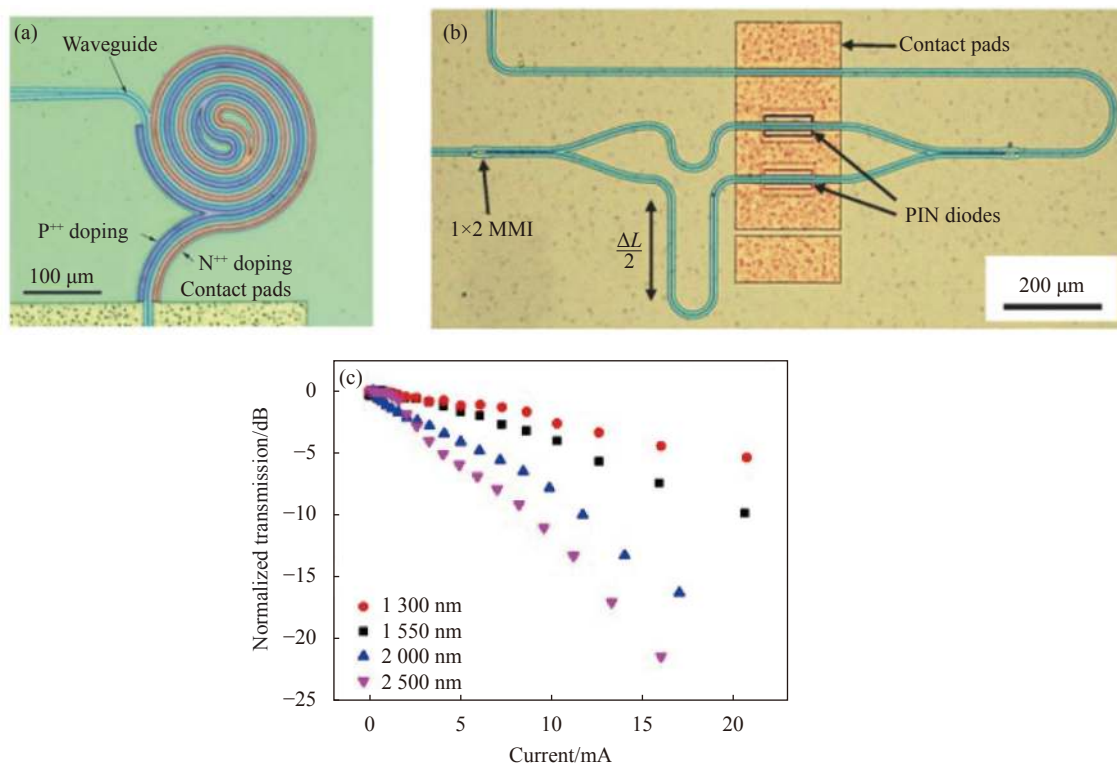 (a)
Waveguide
P++ doping
N++ doping
Contact pads
100 μm
(b)
Contact pads
PIN diodes
1×2 MMI
ΔL
2
200 μm
(c)
0
−5
−10
−15
−20
−25
Normalized transmission/dB
1 300 nm
1 550 nm
2 000 nm
2 500 nm
0 5 10 15 20
Current/mA